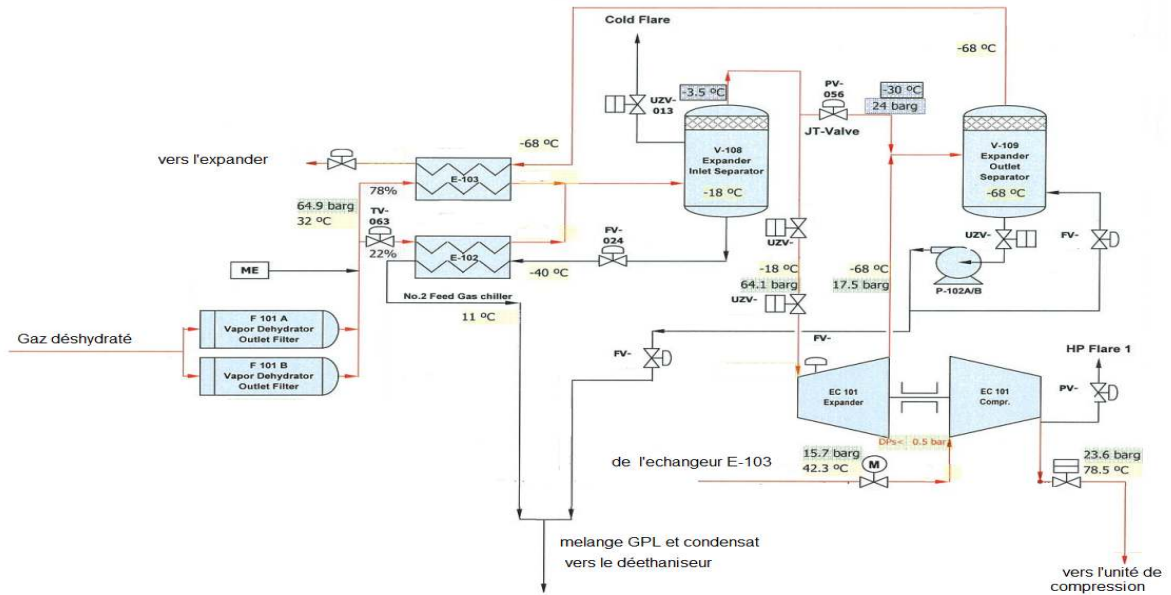 Cold Flare
-68 ºC
-3.5 ºC
PV-
056
-30 ºC
24 barg
UZV-
013
JT-Valve
V-108
Expander
Inlet Separator
-18 ºC
V-109
Expander
Outlet
Separator
-68 ºC
vers l'expander
-68 ºC
E-103
78%
64.9 barg
32 ºC
TV-
063
22%
E-102
FV-
024
-40 ºC
UZV-
UZV-
FV-
P-102A/B
ME
No.2 Feed Gas chiller
11 ºC
-18 ºC
64.1 barg
UZV-
-68 ºC
17.5 barg
F 101 A
Vapor Dehydrator
Outlet Filter
Gaz déshydraté
F 101 B
Vapor Dehydrator
Outlet Filter
FV-
FV-
HP Flare 1
EC 101
Expander
EC 101
Compr.
PV-
DPs< 0.5 bar
de l'echangeur E-103
15.7 barg
42.3 ºC
M
23.6 barg
78.5 ºC
melange GPL et condensat
vers le déethaniseur
vers l'unité de
compression